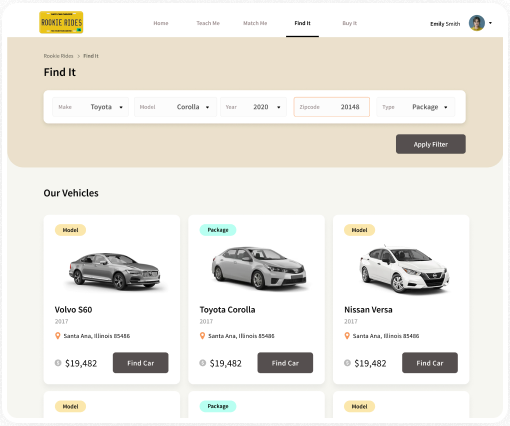 ROOKIE RIDES
Home
Teach Me
Match Me
Find It
Buy It
Emily Smith
Rookie Rides > Find It
Find It
Make Toyota
Model Corolla
Year 2020
Zipcode 20148
Type Package
Apply Filter
Our Vehicles
Model
Volvo S60
2017
Santa Ana, Illinois 85486
$19,482
Find Car
Package
Toyota Corolla
2017
Santa Ana, Illinois 85486
$19,482
Find Car
Model
Nissan Versa
2017
Santa Ana, Illinois 85486
$19,482
Find Car
Model
Package
Model